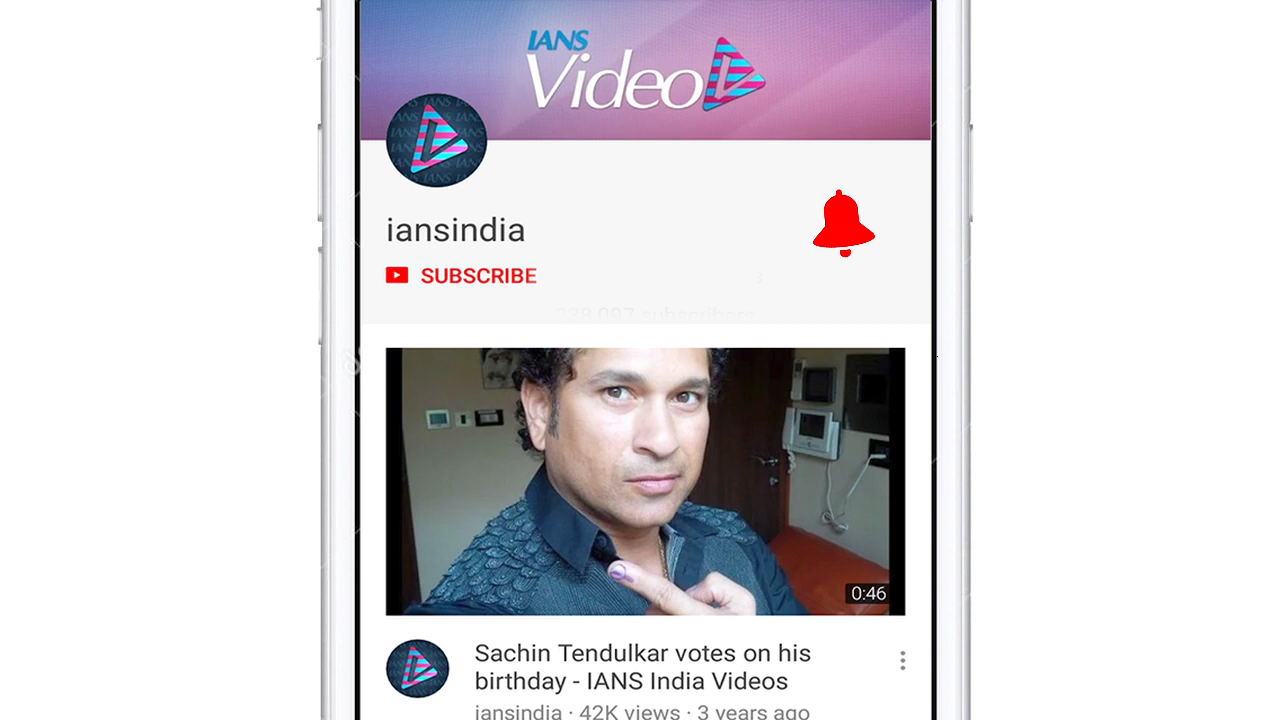 IANS
Video
iansindia
SUBSCRIBE
subscribers
0:46
Sachin Tendulkar votes on his
birthday - IANS India Videos
iansindia · 42K views · 3 years ago